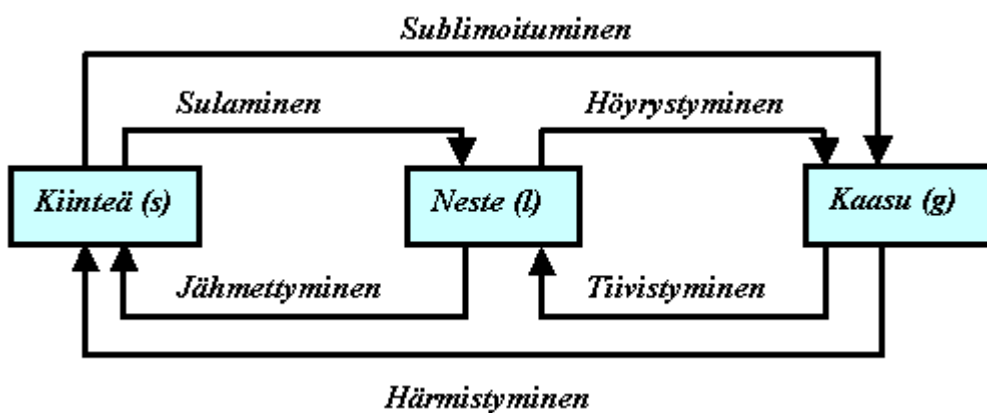 Sublimoituminen
Sulaminen
Höyrystyminen
Kiinteä (s)
Neste (l)
Kaasu (g)
Jähmettyminen
Tiivistyminen
Härmistyminen